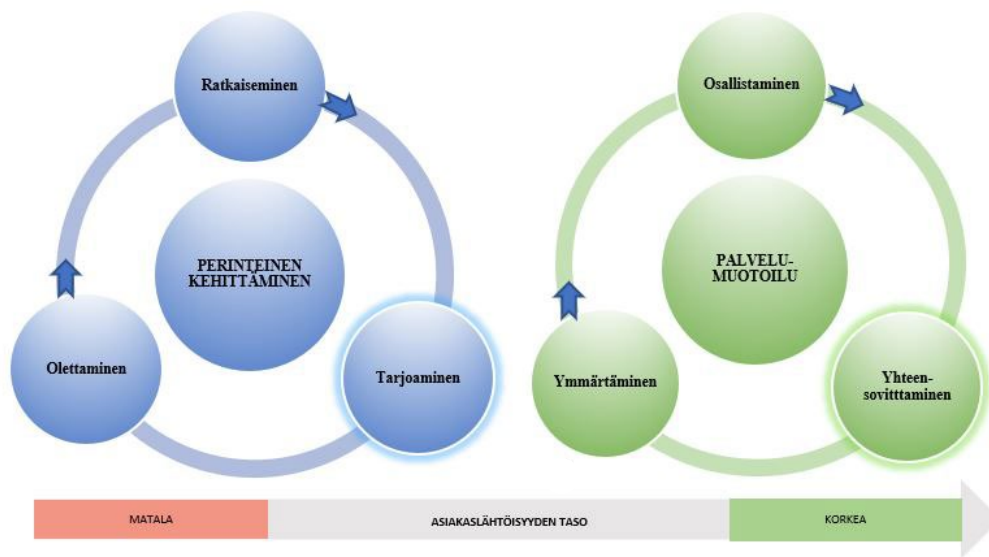 Ratkaiseminen
PERINTEINEN
KEHITTÄMINEN
Olettaminen
Tarjoaminen
Osallistaminen
PALVELU-
MUOTOILU
Ymmärtäminen
Yhteen-
sovitttaminen
MATALA
ASIAKASLÄHTÖISYYDEN TASO
KORKEA